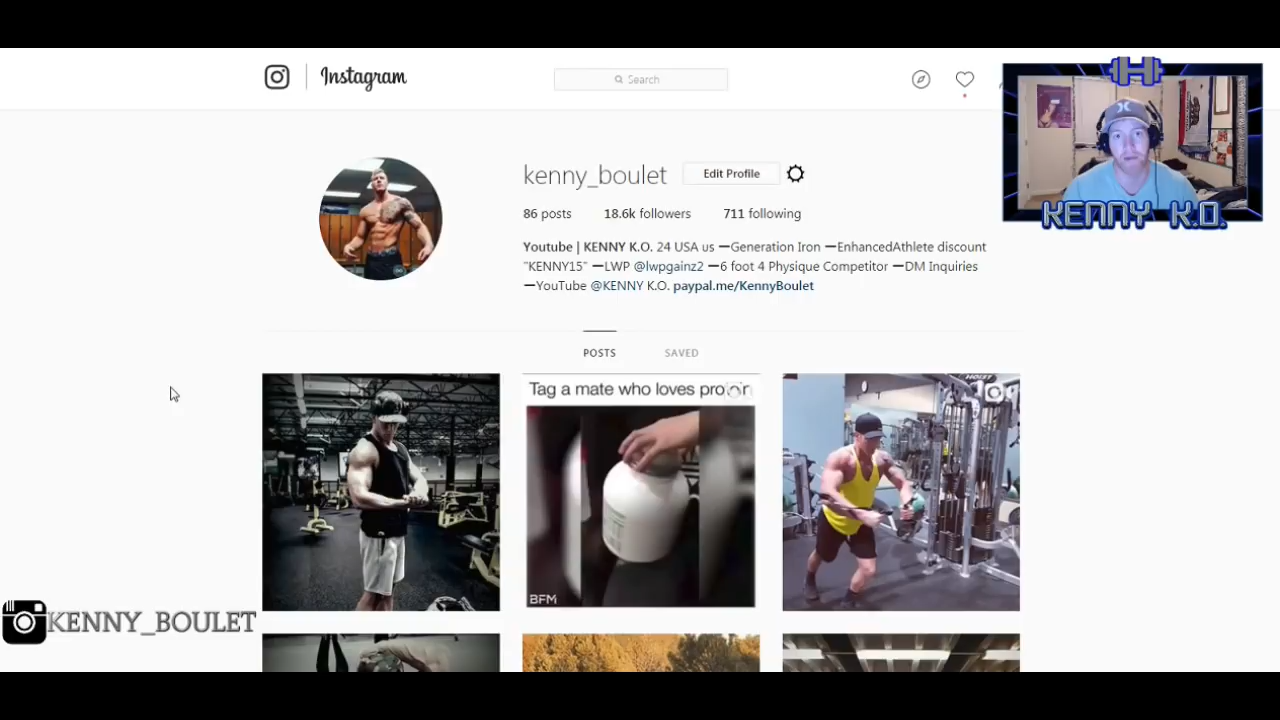 Instagram
Search
kenny_boulet Edit Profile
86 posts 18.6k followers 711 following
Youtube | KENNY K.O. 24 USA us ━Generation Iron ━EnhancedAthlete discount
"KENNY15" ━LWP @lwpgainz2 ━6 foot 4 Physique Competitor ━DM Inquiries
━YouTube @KENNY K.O. paypal.me/KennyBoulet
POSTS SAVED
Tag a mate who loves protein
BFM
HOIST
KENNY K.O.
KENNY_BOULET